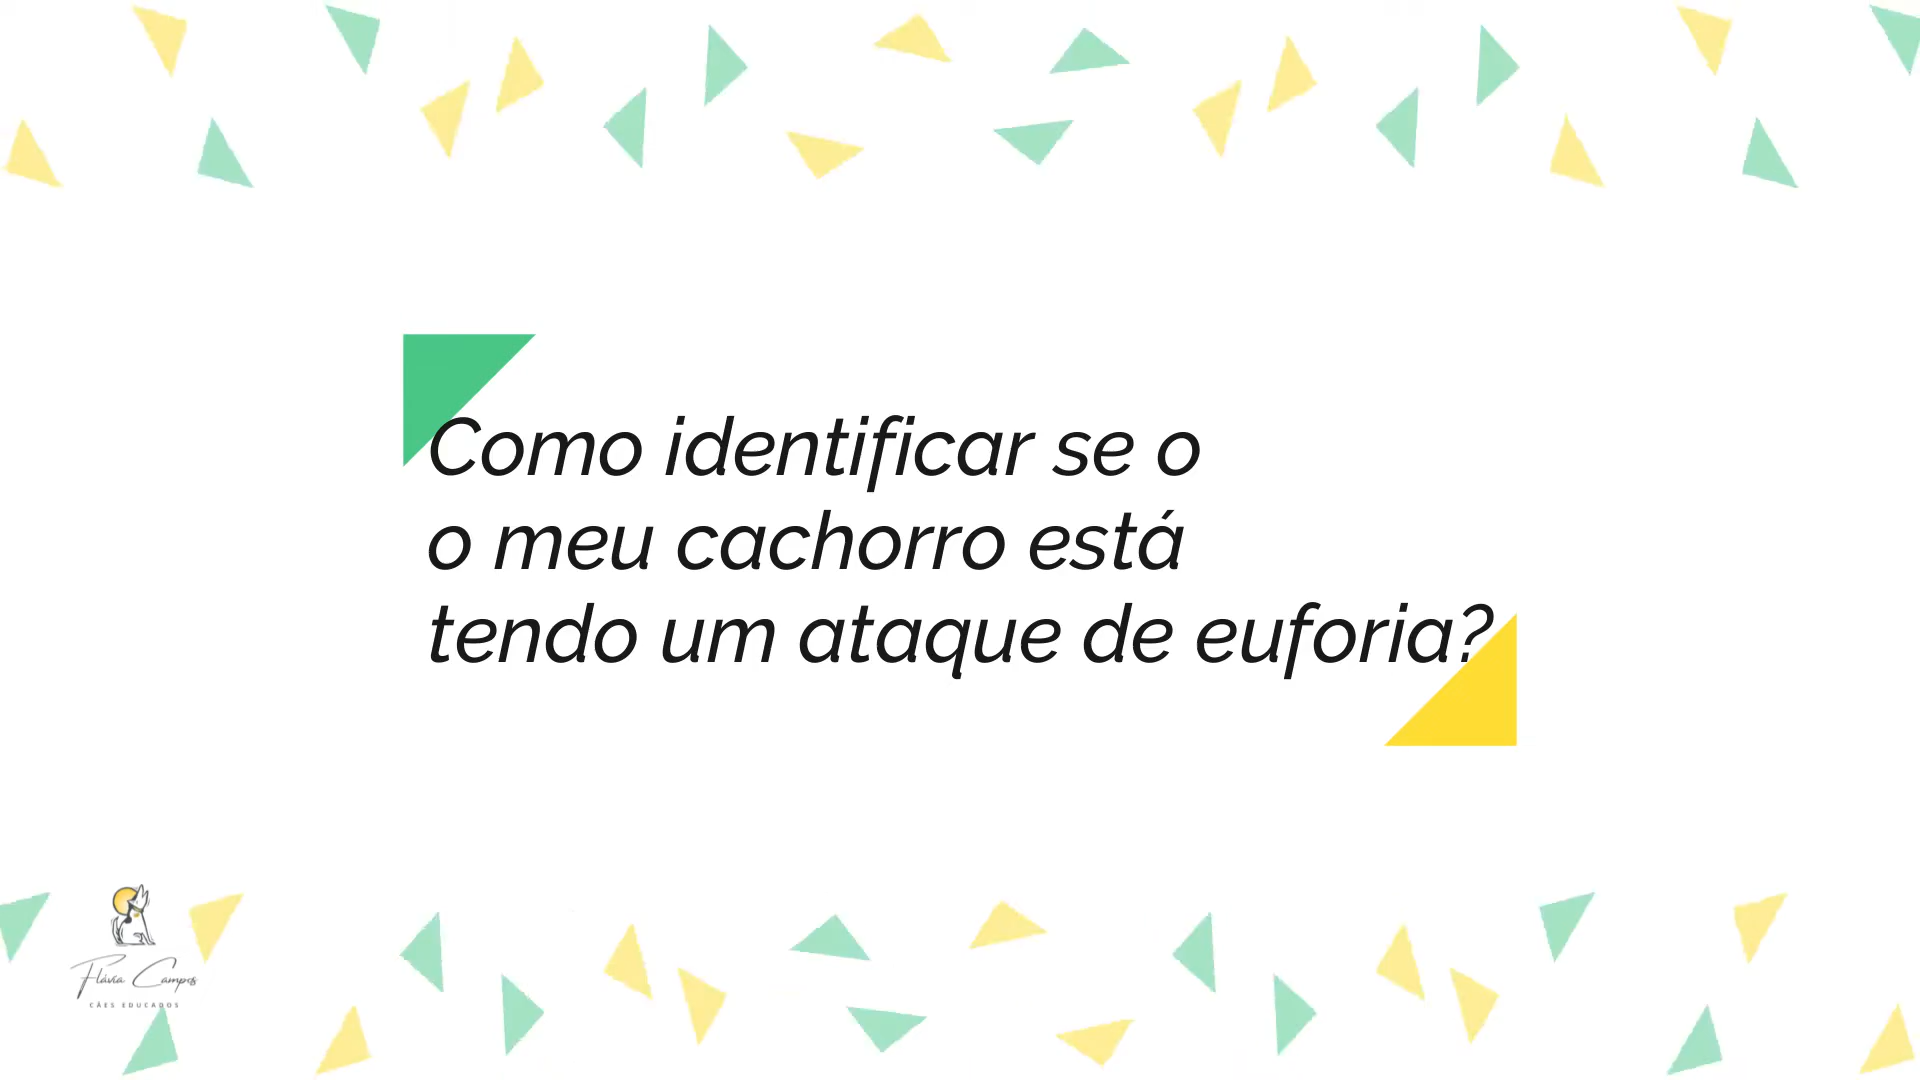 Como identificar se o
o meu cachorro está
tendo um ataque de euforia?
Flávia Campos
CÃES EDUCADOS